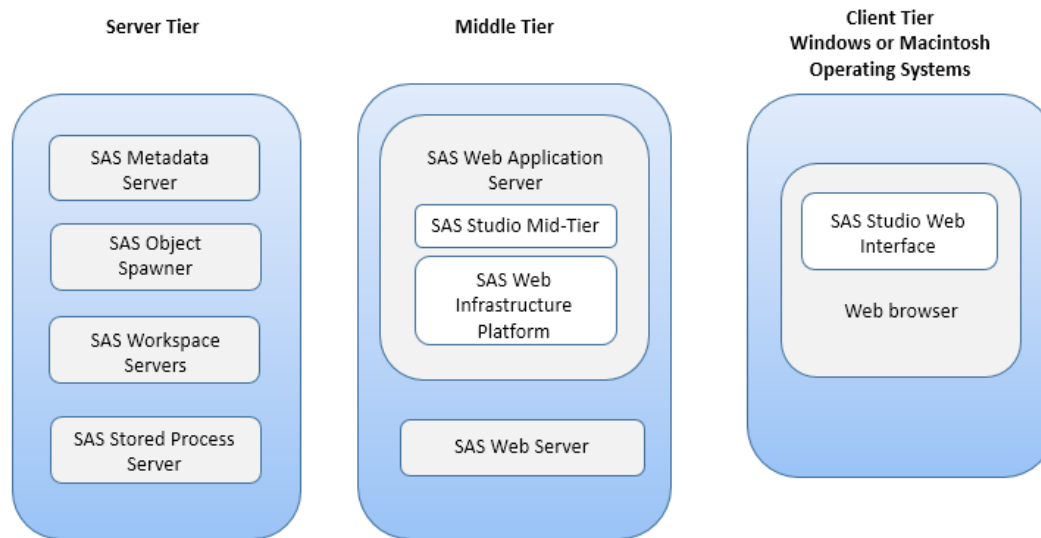 Server Tier
SAS Metadata
Server
SAS Object
Spawner
SAS Workspace
Servers
SAS Stored Process
Server
Middle Tier
SAS Web Application
Server
SAS Studio Mid-Tier
SAS Web
Infrastructure
Platform
SAS Web Server
Client Tier
Windows or Macintosh
Operating Systems
SAS Studio Web
Interface
Web browser